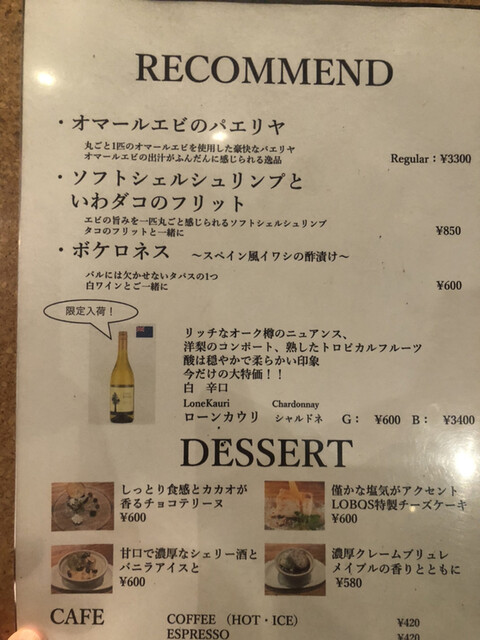 RECOMMEND
・オマールエビのパエリヤ
丸ごと1匹のオマールエビを使用した豪快なパエリヤ
オマールエビの出汁がふんだんに感じられる逸品
Regular：¥3300
・ソフトシェルシュリンプと
いわダコのフリット
エビの旨みを一匹丸ごと感じられるソフトシェルシュリンプ
タコのフリットと一緒に
¥850
・ボケロネス ～スペイン風イワシの酢漬け～
バルには欠かせないタパスの1つ
白ワインとご一緒に
¥600
限定入荷！
リッチなオーク樽のニュアンス、
洋梨のコンポート、熟したトロピカルフルーツ
酸は穏やかで柔らかい印象
今だけの大特価！！
白 辛口
LoneKauri Chardonnay
ローンカウリ シャルドネ G： ¥600 B： ¥3400
DESSERT
しっとり食感とカカオが
香るチョコテリーヌ
¥600
僅かな塩気がアクセント
LOBOS特製チーズケーキ
¥600
甘口で濃厚なシェリー酒と
バニラアイスと
¥600
濃厚クレームブリュレ
メイプルの香りとともに
¥580
CAFE
COFFEE （HOT・ICE） ¥420
ESPRESSO ¥420